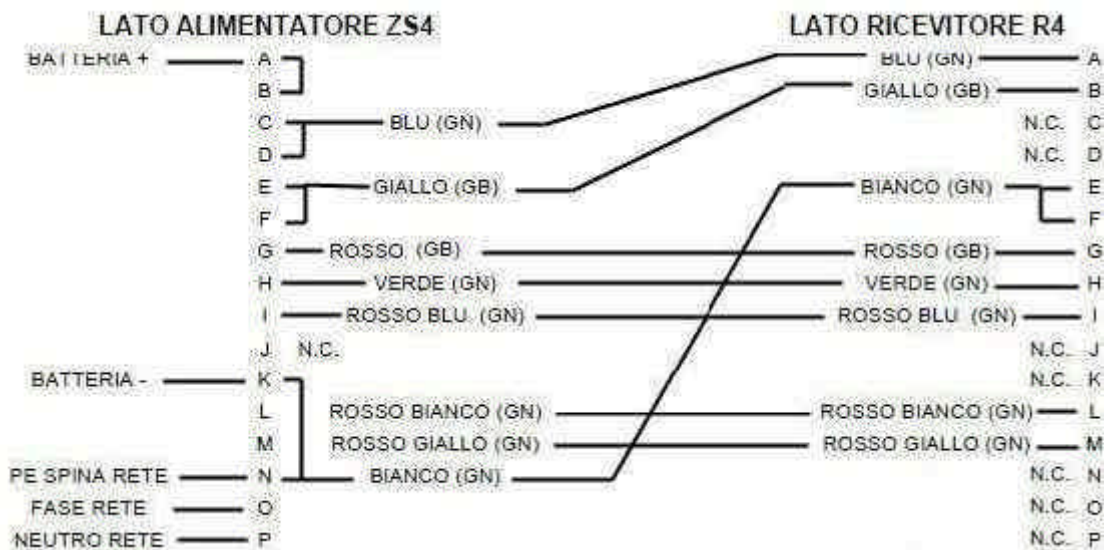 LATO ALIMENTATORE ZS4 LATO RICEVITORE R4
BATTERIA + A BLU (GN) A
B GIALLO (GB) B
C BLU (GN) N.C. C
D N.C. D
E GIALLO (GB) BIANCO (GN) E
F F
G ROSSO. (GB) ROSSO (GB) G
H VERDE (GN) VERDE (GN) H
I ROSSO BLU. (GN) ROSSO BLU. (GN) I
J N.C. N.C. J
BATTERIA - K N.C. K
L ROSSO BIANCO (GN) ROSSO BIANCO (GN) L
M ROSSO GIALLO (GN) ROSSO GIALLO (GN) M
PE SPINA RETE N BIANCO (GN) N.C. N
FASE RETE O N.C. O
NEUTRO RETE P N.C. P